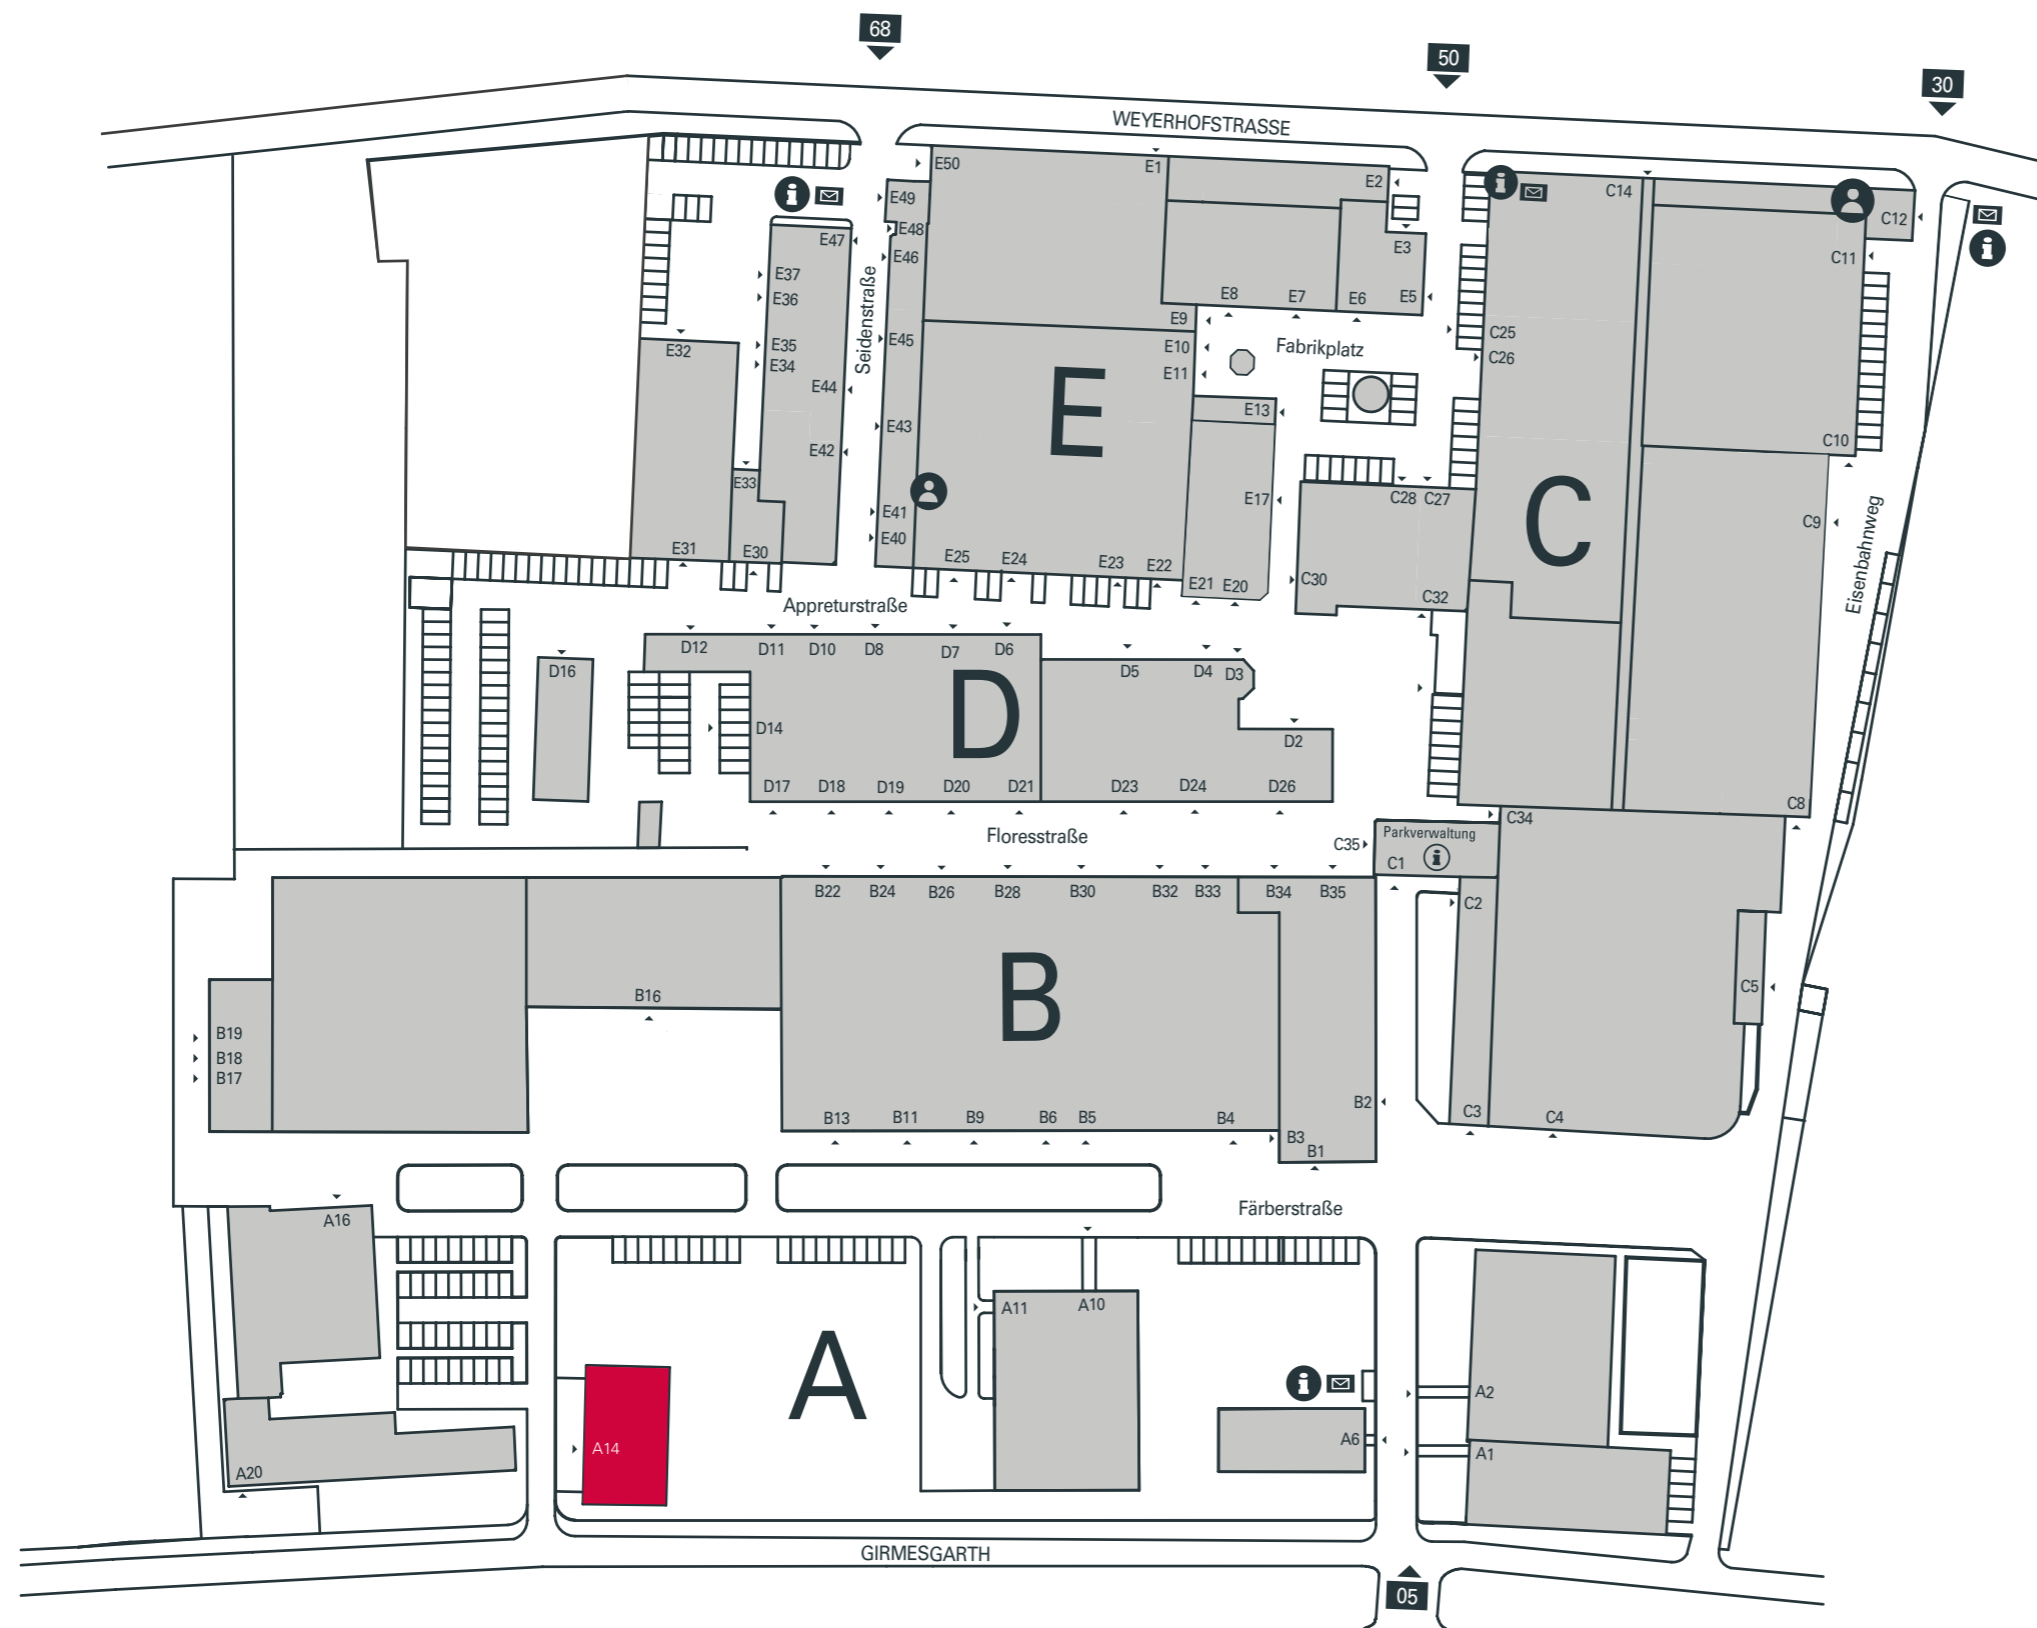 68
50
30
WEYERHOFSTRASSE
E50
E1
E2
C14
C12
E49
E48
E47
E46
E3
C11
E37
E36
E8
E7
E6
E5
E9
Seidenstraße
E35
E34
E32
E45
E10
E11
Fabrikplatz
C25
C26
E44
E13
E
E43
E42
C10
E33
E17
C28
C27
C
C9
E41
E40
Eisenbahnweg
E31
E30
E25
E24
E23
E22
E21
E20
C30
C32
Appreturstraße
D12
D11
D10
D8
D7
D6
D16
D5
D4
D3
D
D14
D2
D17
D18
D19
D20
D21
D23
D24
D26
C8
C34
Floresstraße
C35
Parkverwaltung
C1
B22
B24
B26
B28
B30
B32
B33
B34
B35
C2
B
B16
C5
B19
B18
B17
B2
B13
B11
B9
B6
B5
B4
B3
B1
C3
C4
Färberstraße
A16
A11
A10
A
A2
A14
A6
A1
A20
GIRMESGARTH
05